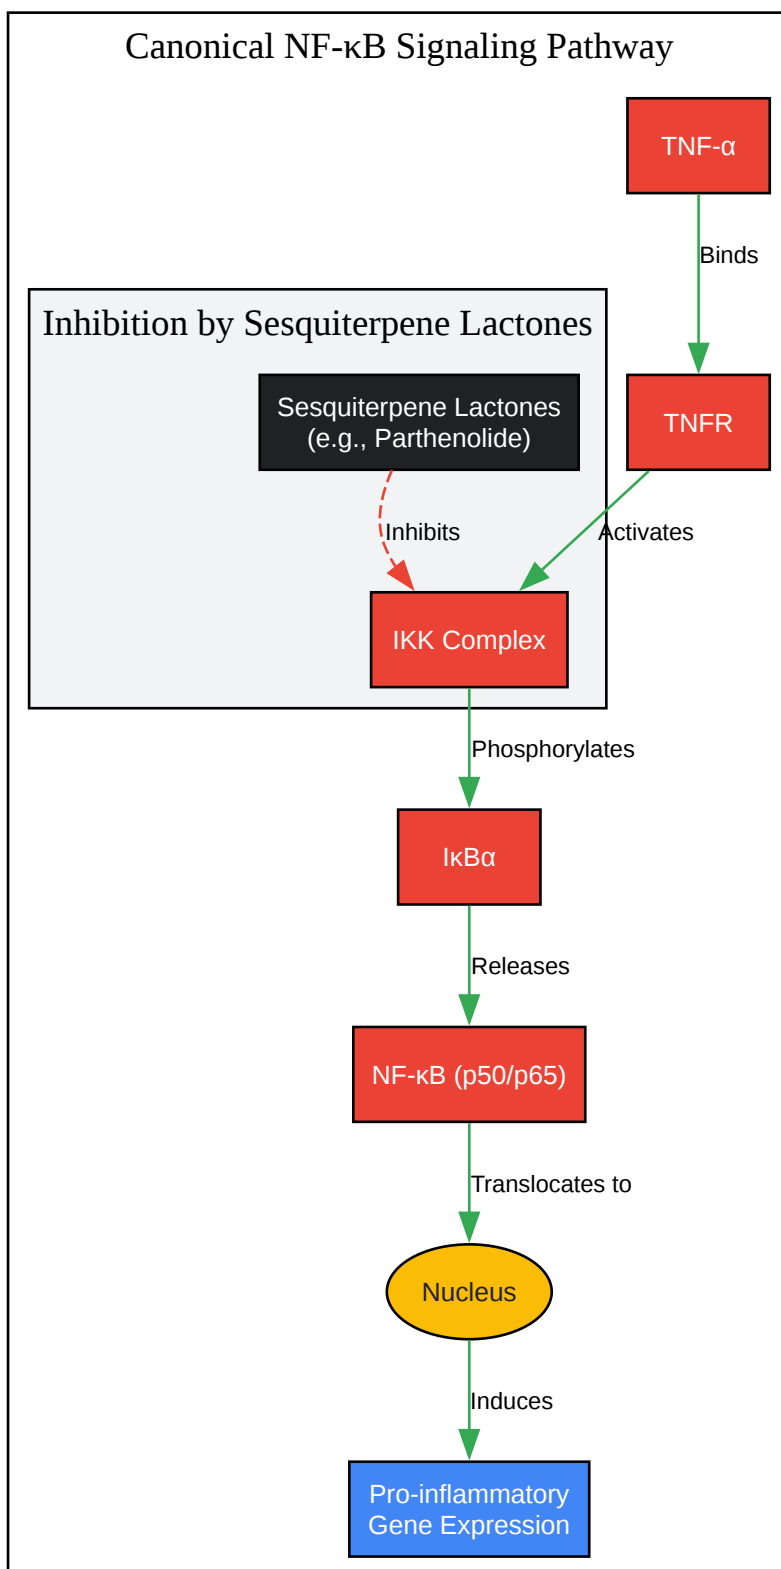 Canonical NF-κB Signaling Pathway
TNF-α
Binds
Inhibition by Sesquiterpene Lactones
Sesquiterpene Lactones
(e.g., Parthenolide)
TNFR
Inhibits
Activates
IKK Complex
Phosphorylates
IκBα
Releases
NF-κB (p50/p65)
Translocates to
Nucleus
Induces
Pro-inflammatory
Gene Expression